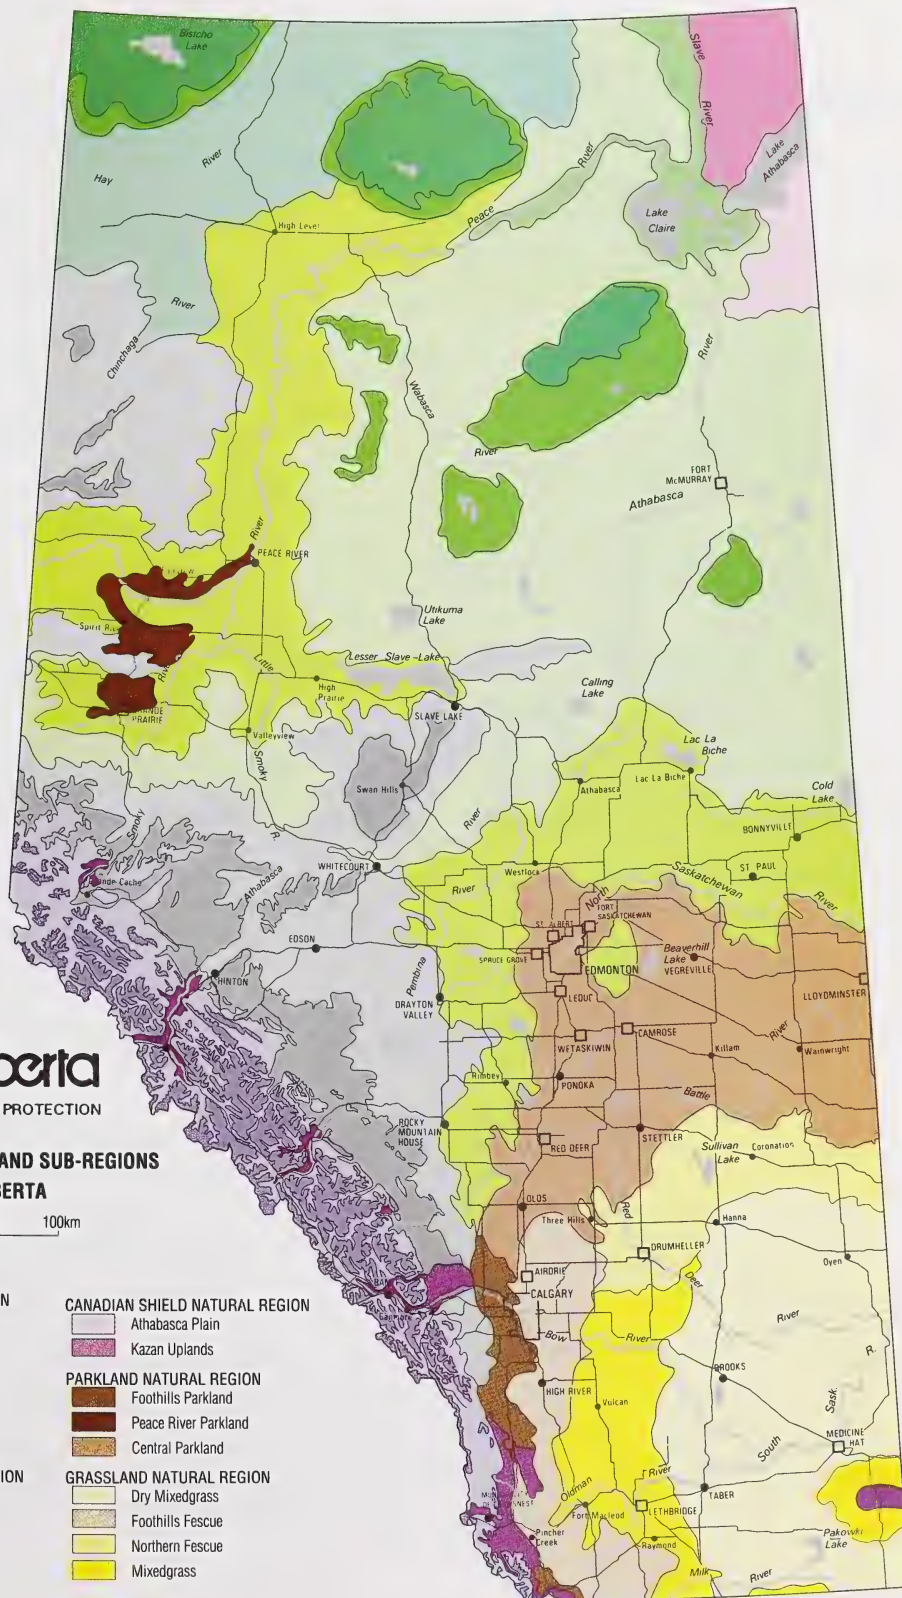 Bistcho
Lake
Slave
River
Lake
Athabasca
River
Hay
River
Peace
Lake
Claire
High Level
River
Chinchaga
Wabasca
River
River
FORT
McMURRAY
Athabasca
River
PEACE RIVER
Spirit
Utikuma
Lake
Little
Lesser Slave Lake
High
Prairie
Calling
Lake
PRAIRIE
SLAVE LAKE
Valleyview
Smoky
R.
Lac La
Biche
Lac La Biche
Cold
Lake
Swan Hills
Athabasca
River
Smoky
BONNYVILLE
WHITECOURT
Westlock
ST. PAUL
Saskatchewan
River
Athabasca
River
North
FORT
SASKATCHEWAN
ST. ALBERT
EDSON
SPRUCE GROVE
EDMONTON
Beaverhill
Lake
VEGREVILLE
HINTON
Pembina
LEDUC
LLOYDMINSTER
DRAYTON
VALLEY
CAMROSE
River
WETASKIWIN
Killam
Wainwright
Rimbey
PONOKA
Battle
berta
PROTECTION
ROCKY
MOUNTAIN
HOUSE
RED DEER
STETTLER
Sullivan
Lake
Coronation
AND SUB-REGIONS
BERTA
100km
OLDS
Three Hills
Red
Hanna
DRUMHELLER
Oyen
AIRDRIE
Deer
CALGARY
River
Canmore
Bow
River
R.
BROOKS
HIGH RIVER
Vulcan
Sask.
MEDICINE
HAT
South
Oldman
River
TABER
Fort Macleod
LETHBRIDGE
Pincher
Creek
Raymond
Pakowki
Lake
Milk
River
N
CANADIAN SHIELD NATURAL REGION
Athabasca Plain
Kazan Uplands
PARKLAND NATURAL REGION
Foothills Parkland
Peace River Parkland
Central Parkland
ION
GRASSLAND NATURAL REGION
Dry Mixedgrass
Foothills Fescue
Northern Fescue
Mixedgrass